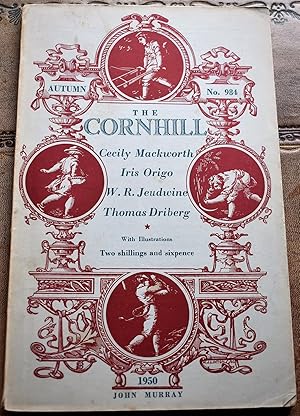 AUTUMN No. 984
THE
CORNHILL
Cecily Mackworth
Iris Origo
W. R. Jeudwine
Thomas Driberg
With Illustrations
Two shillings and sixpence
1950
JOHN MURRAY